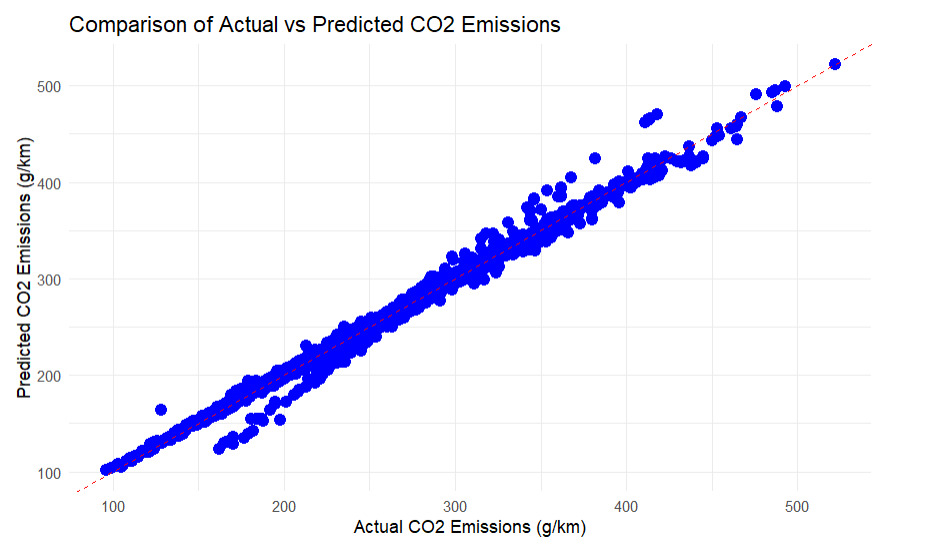 Comparison of Actual vs Predicted CO2 Emissions
Predicted CO2 Emissions (g/km)
500
400
300
200
100
100 200 300 400 500
Actual CO2 Emissions (g/km)